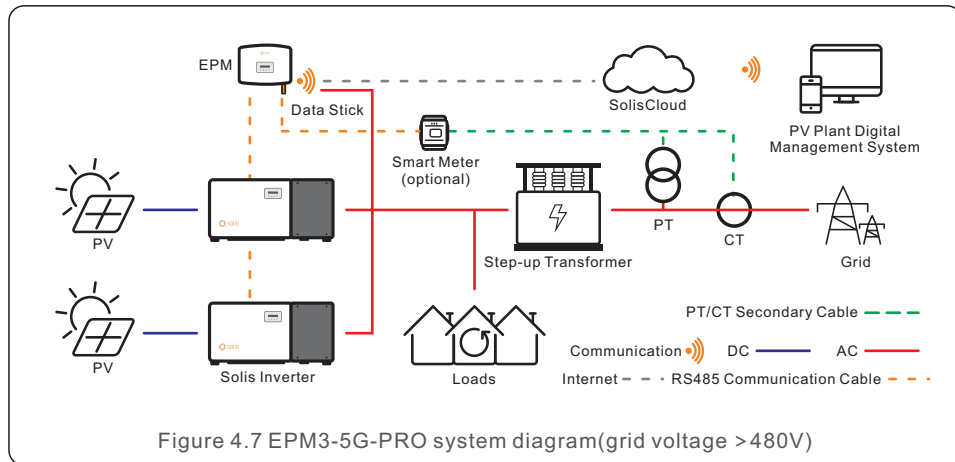 EPM
Data Stick
SolisCloud
PV Plant Digital
Management System
Smart Meter
(optional)
PV
solis
Step-up Transformer
PT
CT
Grid
PV
solis
Solis Inverter
Loads
PT/CT Secondary Cable
Communication
DC
AC
Internet
RS485 Communication Cable
Figure 4.7 EPM3-5G-PRO system diagram(grid voltage >480V)